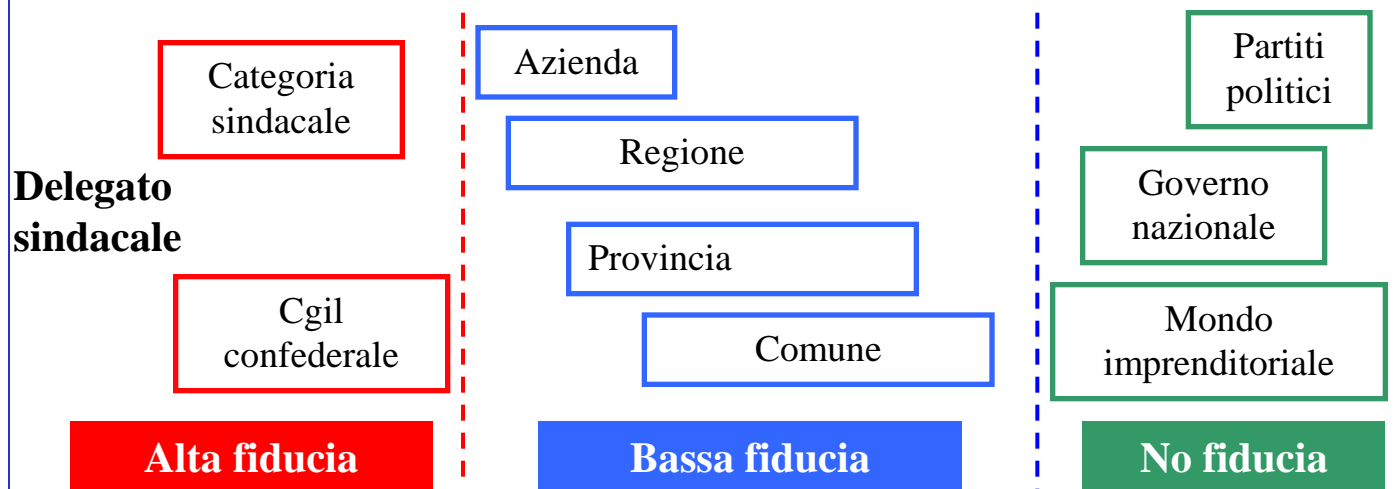 Delegato
sindacale
Categoria
sindacale
Cgil
confederale
Alta fiducia
Azienda
Regione
Provincia
Comune
Bassa fiducia
Partiti
politici
Governo
nazionale
Mondo
imprenditoriale
No fiducia